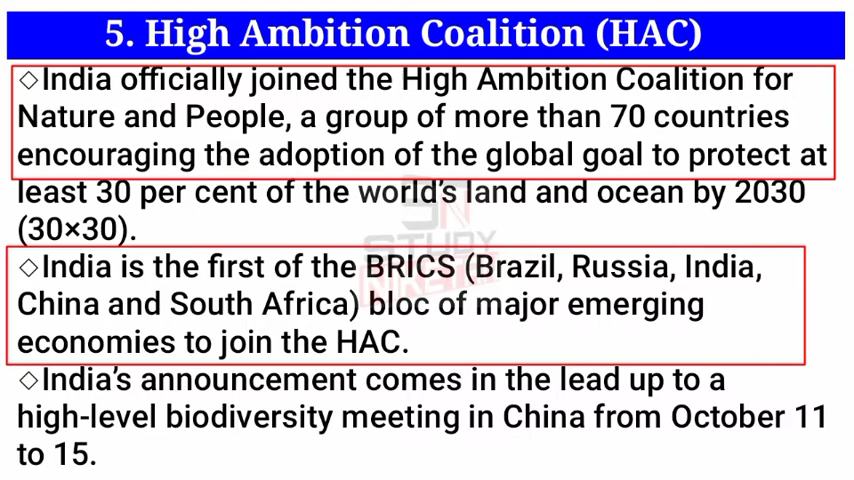 5. High Ambition Coalition (HAC)
◇India officially joined the High Ambition Coalition for
Nature and People, a group of more than 70 countries
encouraging the adoption of the global goal to protect at
least 30 per cent of the world's land and ocean by 2030
(30×30).
STUDY
◇India is the first of the BRICS (Brazil, Russia, India,
China and South Africa) bloc of major emerging
economies to join the HAC.
◇India's announcement comes in the lead up to a
high-level biodiversity meeting in China from October 11
to 15.